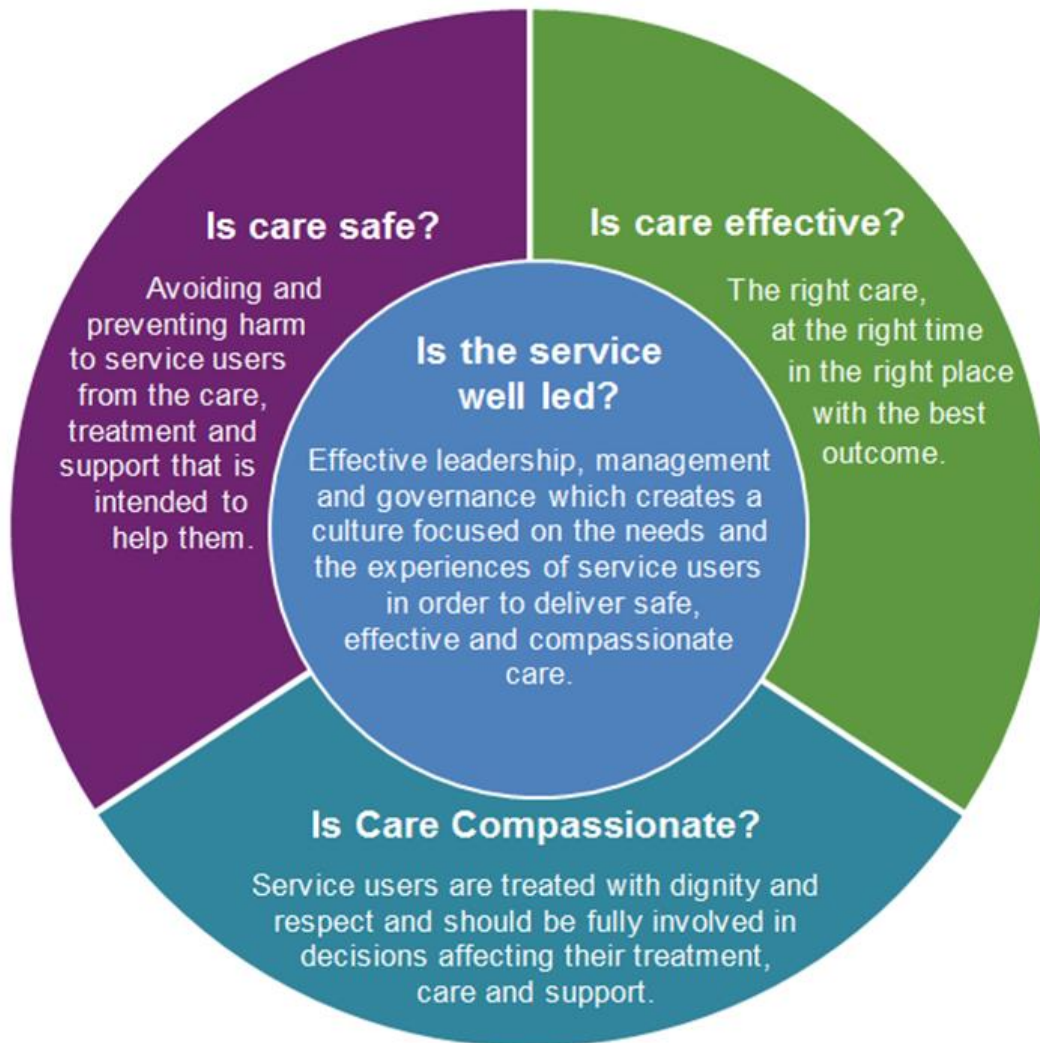 Is care safe?
Avoiding and
preventing harm
to service users
from the care,
treatment and
support that is
intended to
help them.
Is care effective?
The right care,
at the right time
in the right place
with the best
outcome.
Is the service
well led?
Effective leadership, management
and governance which creates a
culture focused on the needs and
the experiences of service users
in order to deliver safe,
effective and compassionate
care.
Is Care Compassionate?
Service users are treated with dignity and
respect and should be fully involved in
decisions affecting their treatment,
care and support.